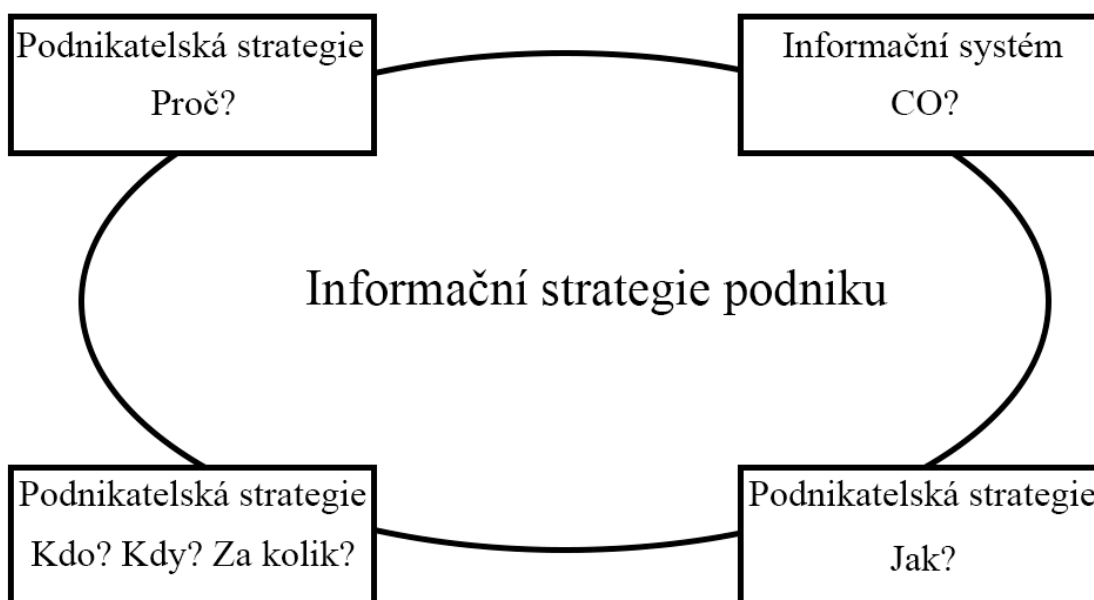 Podnikatelská strategie
Proč?
Informační systém
CO?
Informační strategie podniku
Podnikatelská strategie
Kdo? Kdy? Za kolik?
Podnikatelská strategie
Jak?